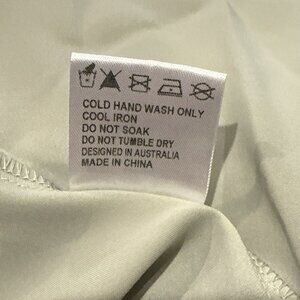 COLD HAND WASH ONLY
COOL IRON
DO NOT SOAK
DO NOT TUMBLE DRY
DESIGNED IN AUSTRALIA
MADE IN CHINA